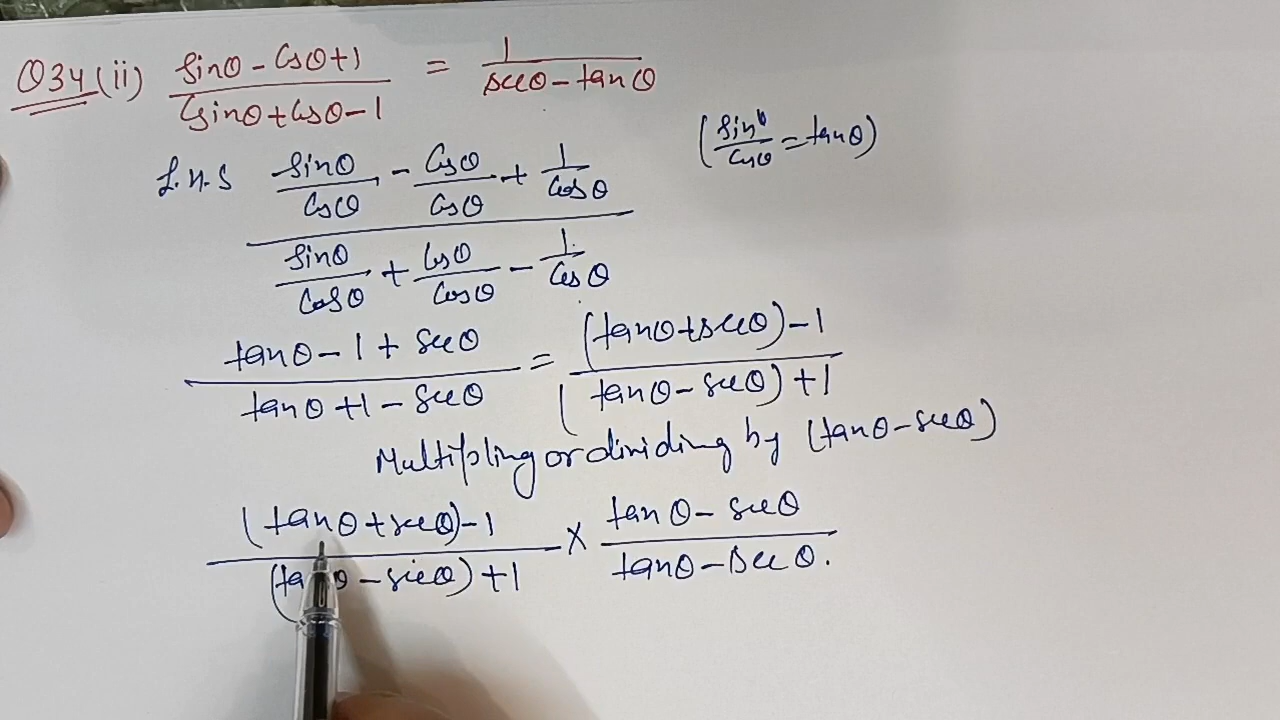 Q34(ii) (sinθ - Cosθ + 1)/(sinθ + Cosθ - 1) = 1/(secθ - tanθ)
(sinθ/Cosθ = tanθ)
L.H.S (sinθ/Cosθ - Cosθ/Cosθ + 1/Cosθ)/(sinθ/Cosθ + Cosθ/Cosθ - 1/Cosθ)
(tanθ - 1 + secθ)/(tanθ + 1 - secθ) = ((tanθ + secθ) - 1)/((tanθ - secθ) + 1)
Multipling or dividing by (tanθ - secθ)
((tanθ + secθ) - 1)/((tanθ - secθ) + 1) × (tanθ - secθ)/(tanθ - secθ).